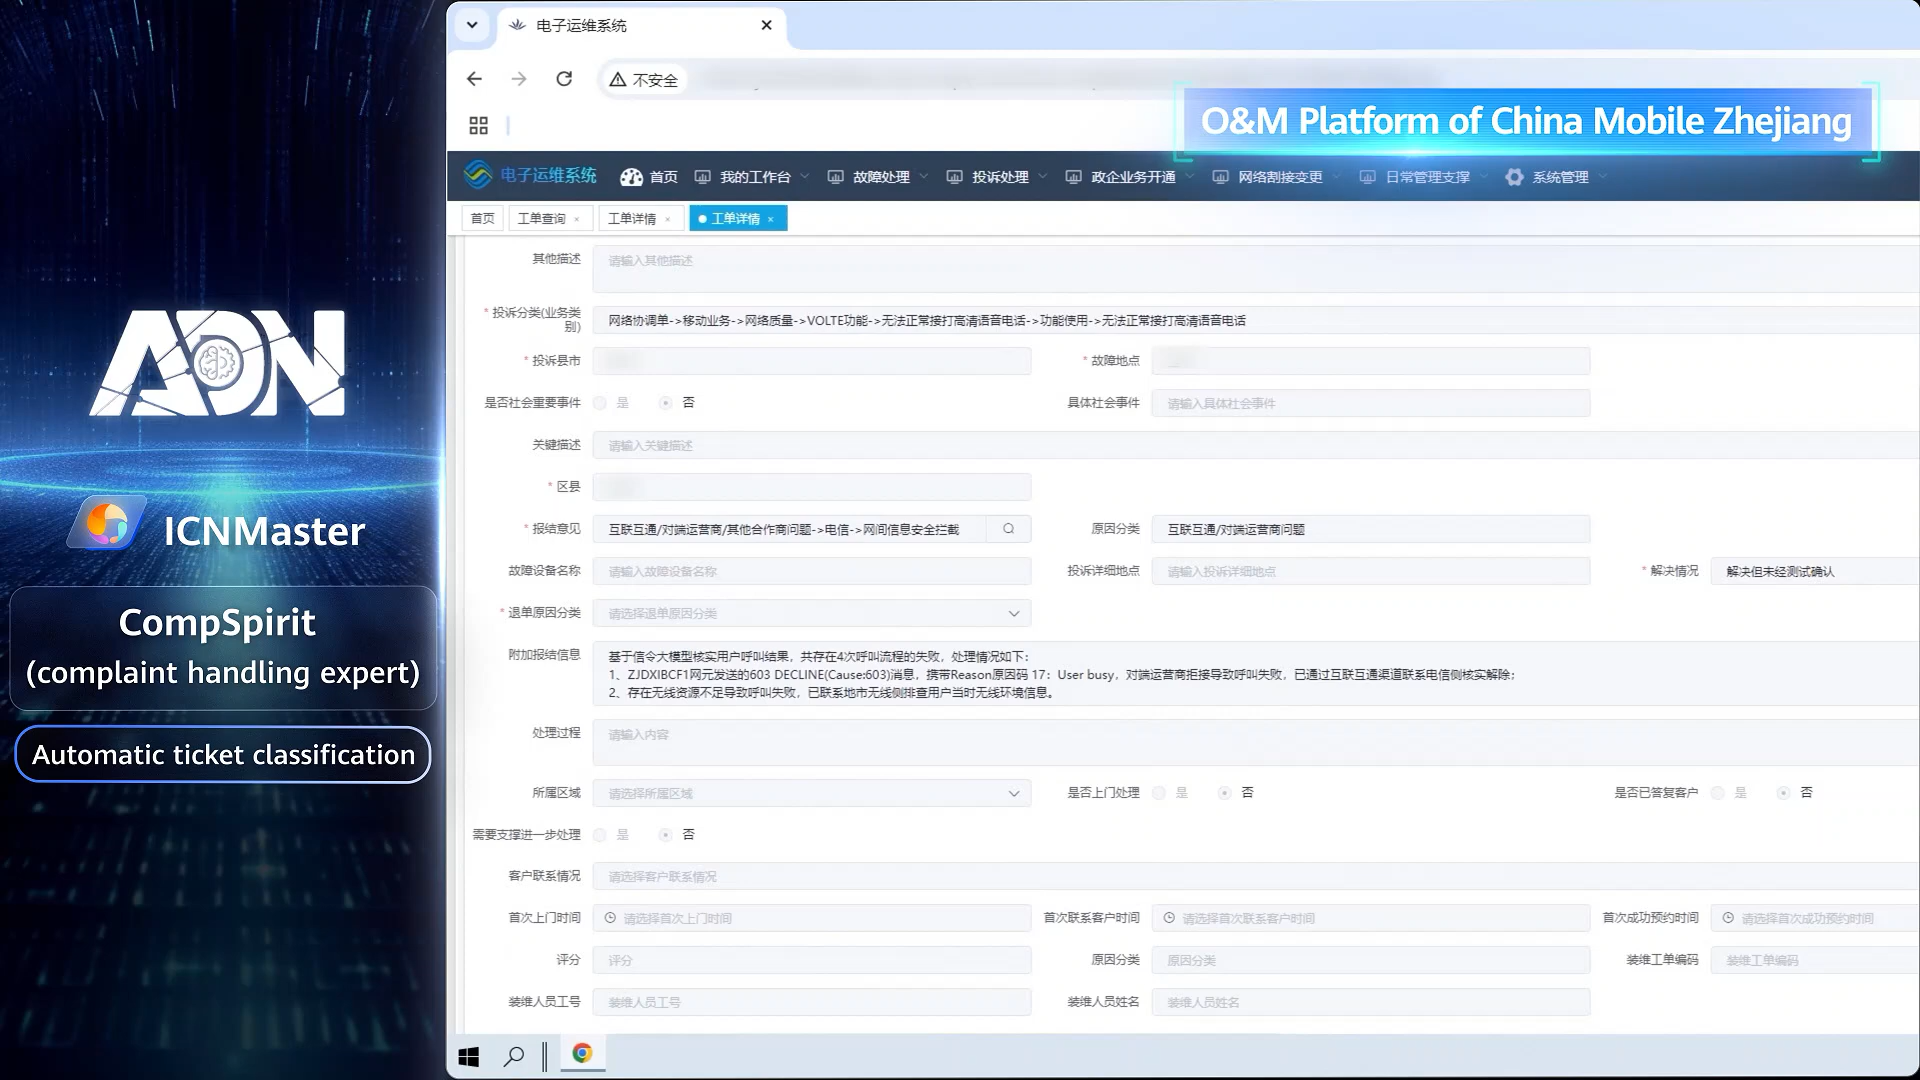 电子运维系统
不安全
O&M Platform of China Mobile Zhejiang
电子运维系统 首页 我的工作台 故障处理 投诉处理 政企业务开通 网络割接变更 日常管理支撑 系统管理
首页 工单查询 × 工单详情 × 工单详情 ×
其他描述 请输入其他描述
* 投诉分类(业务类别) 网络协调单->移动业务->网络质量->VOLTE功能->无法正常接打高清语音电话->功能使用->无法正常接打高清语音电话
* 投诉县市 * 故障地点
是否社会重要事件 是 否 具体社会事件 请输入具体社会事件
关键描述 请输入关键描述
* 区县
* 报结意见 互联互通/对端运营商/其他合作商问题->电信->网间信息安全拦截 原因分类 互联互通/对端运营商问题
故障设备名称 请输入故障设备名称 投诉详细地点 请输入投诉详细地点 * 解决情况 解决但未经测试确认
* 退单原因分类 请选择退单原因分类
附加报结信息 基于信令大模型核实用户呼叫结果，共存在4次呼叫流程的失败，处理情况如下：
1、ZJDXIBCF1网元发送的603 DECLINE(Cause:603)消息，携带Reason原因码 17：User busy，对端运营商拒接导致呼叫失败，已通过互联互通渠道联系电信侧核实解除；
2、存在无线资源不足导致呼叫失败，已联系地市无线侧排查用户当时无线环境信息。
处理过程 请输入内容
所属区域 请选择所属区域 是否上门处理 是 否 是否已答复客户 是 否
需要支撑进一步处理 是 否
客户联系情况 请选择客户联系情况
首次上门时间 请选择首次上门时间 首次联系客户时间 请选择首次联系客户时间 首次成功预约时间 请选择首次成功预约时间
评分 评分 原因分类 原因分类 装维工单编码 装维工单编码
装维人员工号 装维人员工号 装维人员姓名 装维人员姓名
ADN
ICNMaster
CompSpirit
(complaint handling expert)
Automatic ticket classification